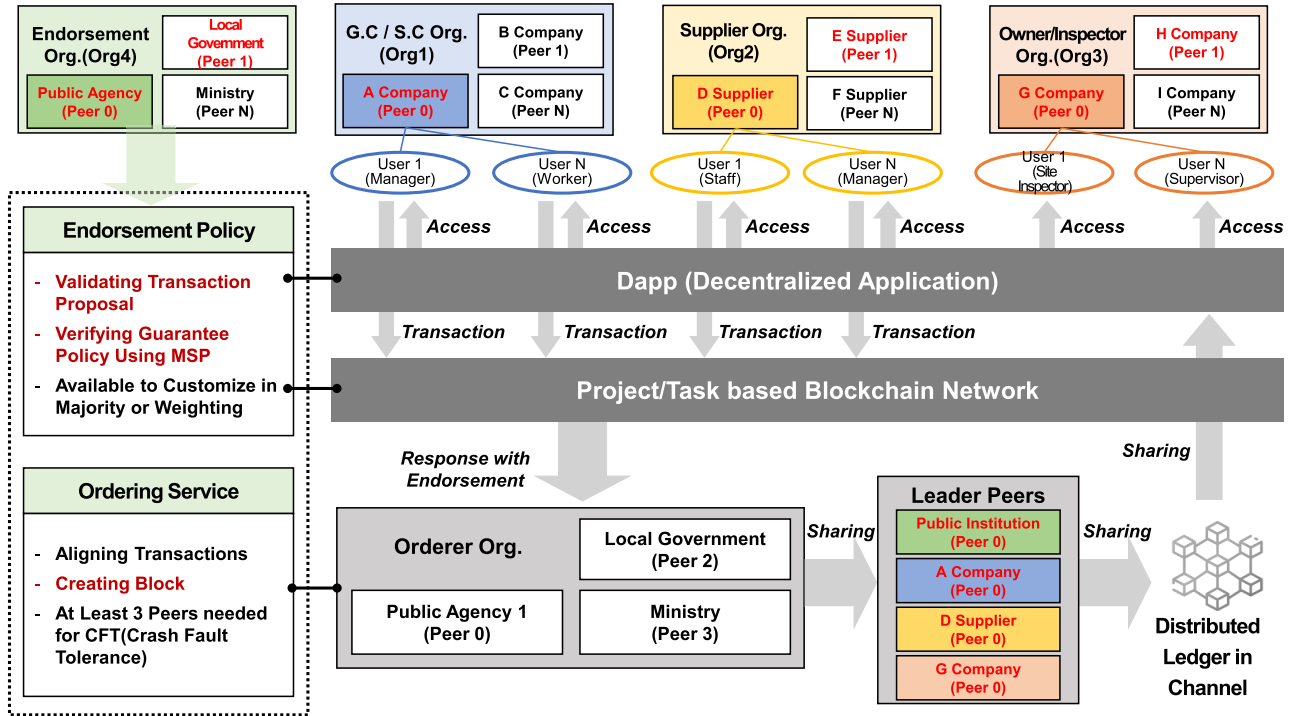 Endorsement
Org.(Org4)
Local
Government
(Peer 1)
Public Agency
(Peer 0)
Ministry
(Peer N)
G.C / S.C Org.
(Org1)
B Company
(Peer 1)
A Company
(Peer 0)
C Company
(Peer N)
Supplier Org.
(Org2)
E Supplier
(Peer 1)
D Supplier
(Peer 0)
F Supplier
(Peer N)
Owner/Inspector
Org.(Org3)
H Company
(Peer 1)
G Company
(Peer 0)
I Company
(Peer N)
User 1
(Manager)
User N
(Worker)
User 1
(Staff)
User N
(Manager)
User 1
(Site
Inspector)
User N
(Supervisor)
Access
Access
Access
Access
Access
Access
Dapp (Decentralized Application)
Transaction
Transaction
Transaction
Transaction
Project/Task based Blockchain Network
Endorsement Policy
- Validating Transaction
Proposal
- Verifying Guarantee
Policy Using MSP
- Available to Customize in
Majority or Weighting
Ordering Service
- Aligning Transactions
- Creating Block
- At Least 3 Peers needed
for CFT(Crash Fault
Tolerance)
Response with
Endorsement
Orderer Org.
Local Government
(Peer 2)
Public Agency 1
(Peer 0)
Ministry
(Peer 3)
Sharing
Leader Peers
Public Institution
(Peer 0)
A Company
(Peer 0)
D Supplier
(Peer 0)
G Company
(Peer 0)
Sharing
Sharing
Distributed
Ledger in
Channel